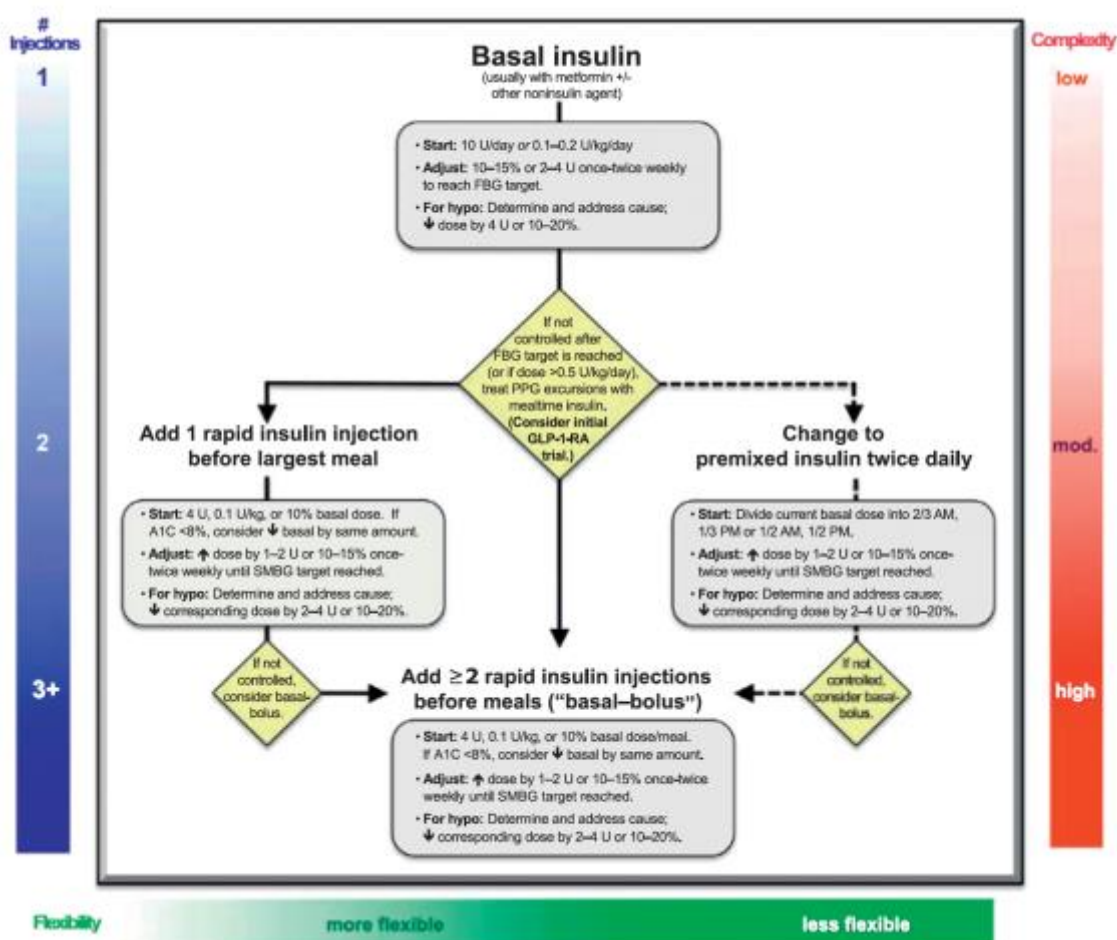 #
Injections
1
2
3+
Complexity
low
mod.
high
Basal insulin
(usually with metformin +/-
other noninsulin agent)
• Start: 10 U/day or 0.1–0.2 U/kg/day
• Adjust: 10–15% or 2–4 U once-twice weekly
to reach FBG target.
• For hypo: Determine and address cause;
↓ dose by 4 U or 10–20%.
If not
controlled after
FBG target is reached
(or if dose >0.5 U/kg/day),
treat PPG excursions with
mealtime insulin.
(Consider initial
GLP-1-RA
trial.)
Add 1 rapid insulin injection
before largest meal
• Start: 4 U, 0.1 U/kg, or 10% basal dose. If
A1C <8%, consider ↓ basal by same amount.
• Adjust: ↑ dose by 1–2 U or 10–15% once-
twice weekly until SMBG target reached.
• For hypo: Determine and address cause;
↓ corresponding dose by 2–4 U or 10–20%.
If not
controlled,
consider basal-
bolus.
Change to
premixed insulin twice daily
• Start: Divide current basal dose into 2/3 AM,
1/3 PM or 1/2 AM, 1/2 PM.
• Adjust: ↑ dose by 1–2 U or 10–15% once-
twice weekly until SMBG target reached.
• For hypo: Determine and address cause;
↓ corresponding dose by 2–4 U or 10–20%.
If not
controlled,
consider basal-
bolus.
Add ≥2 rapid insulin injections
before meals ("basal–bolus")
• Start: 4 U, 0.1 U/kg, or 10% basal dose/meal.
If A1C <8%, consider ↓ basal by same amount.
• Adjust: ↑ dose by 1–2 U or 10–15% once-twice
weekly until SMBG target reached.
• For hypo: Determine and address cause;
↓ corresponding dose by 2–4 U or 10–20%.
Flexibility
more flexible
less flexible